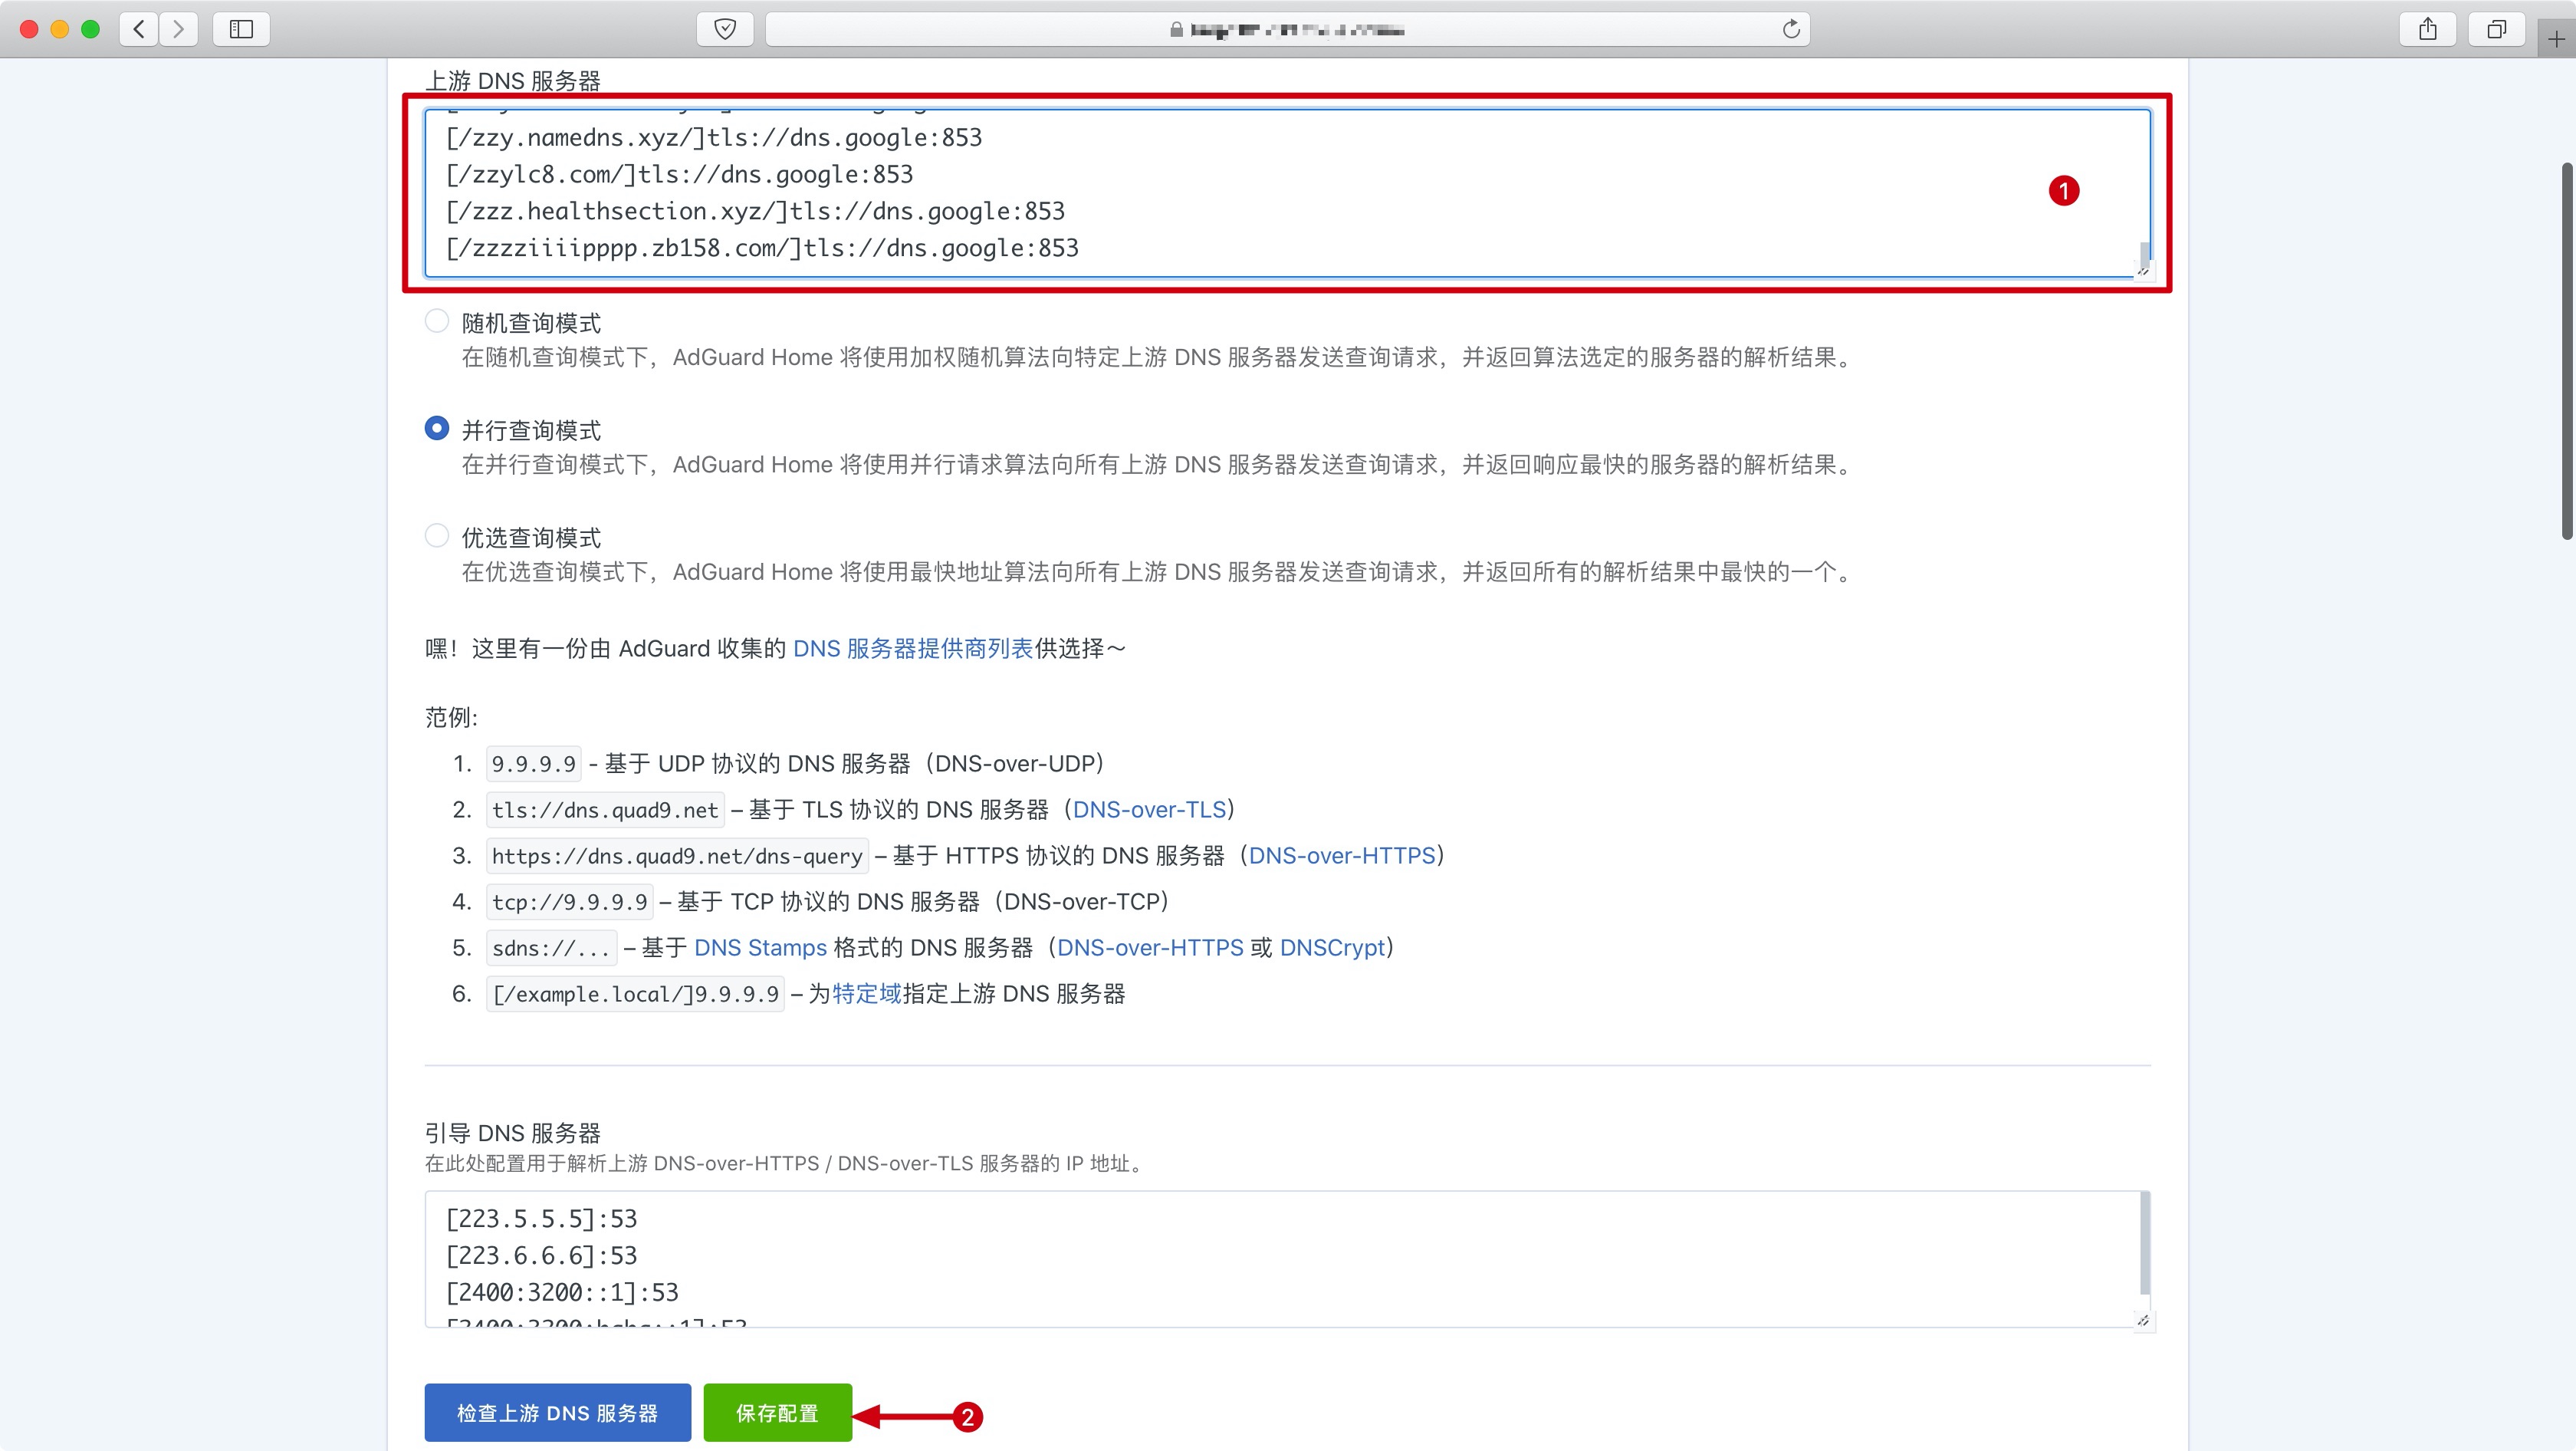 上游 DNS 服务器
[/zzy.namedns.xyz/]tls://dns.google:853
[/zzylc8.com/]tls://dns.google:853
[/zzz.healthsection.xyz/]tls://dns.google:853
[/zzzziiiipppp.zb158.com/]tls://dns.google:853
1
随机查询模式
在随机查询模式下，AdGuard Home 将使用加权随机算法向特定上游 DNS 服务器发送查询请求，并返回算法选定的服务器的解析结果。
并行查询模式
在并行查询模式下，AdGuard Home 将使用并行请求算法向所有上游 DNS 服务器发送查询请求，并返回响应最快的服务器的解析结果。
优选查询模式
在优选查询模式下，AdGuard Home 将使用最快地址算法向所有上游 DNS 服务器发送查询请求，并返回所有的解析结果中最快的一个。
嘿！这里有一份由 AdGuard 收集的 DNS 服务器提供商列表供选择～
范例:
1. 9.9.9.9 - 基于 UDP 协议的 DNS 服务器（DNS-over-UDP）
2. tls://dns.quad9.net – 基于 TLS 协议的 DNS 服务器（DNS-over-TLS）
3. https://dns.quad9.net/dns-query – 基于 HTTPS 协议的 DNS 服务器（DNS-over-HTTPS）
4. tcp://9.9.9.9 – 基于 TCP 协议的 DNS 服务器（DNS-over-TCP）
5. sdns://... – 基于 DNS Stamps 格式的 DNS 服务器（DNS-over-HTTPS 或 DNSCrypt）
6. [/example.local/]9.9.9.9 – 为特定域指定上游 DNS 服务器
引导 DNS 服务器
在此处配置用于解析上游 DNS-over-HTTPS / DNS-over-TLS 服务器的 IP 地址。
[223.5.5.5]:53
[223.6.6.6]:53
[2400:3200::1]:53
检查上游 DNS 服务器 保存配置 2